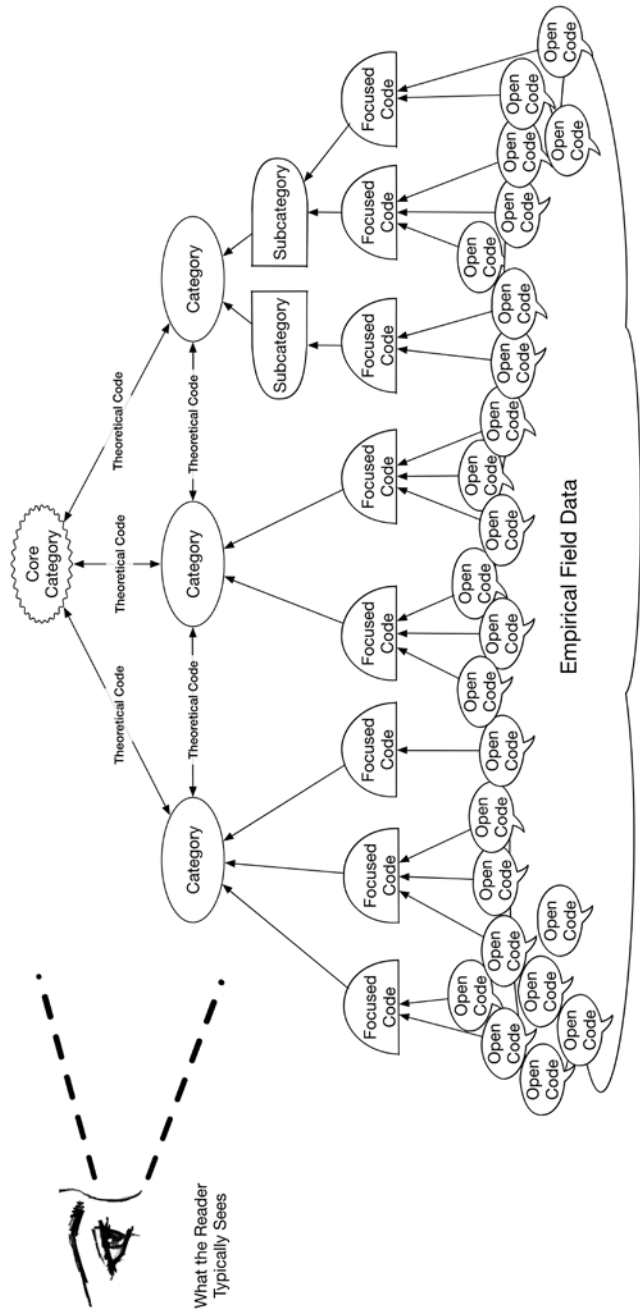 Core
Category
Theoretical Code
Theoretical Code
Theoretical Code
Category
Theoretical Code
Category
Theoretical Code
Category
What the Reader
Typically Sees
Subcategory
Subcategory
Focused
Code
Focused
Code
Focused
Code
Focused
Code
Focused
Code
Focused
Code
Focused
Code
Focused
Code
Open
Code
Open
Code
Open
Code
Open
Code
Open
Code
Open
Code
Open
Code
Open
Code
Open
Code
Open
Code
Open
Code
Open
Code
Open
Code
Open
Code
Open
Code
Open
Code
Open
Code
Open
Code
Open
Code
Open
Code
Open
Code
Open
Code
Open
Code
Open
Code
Empirical Field Data